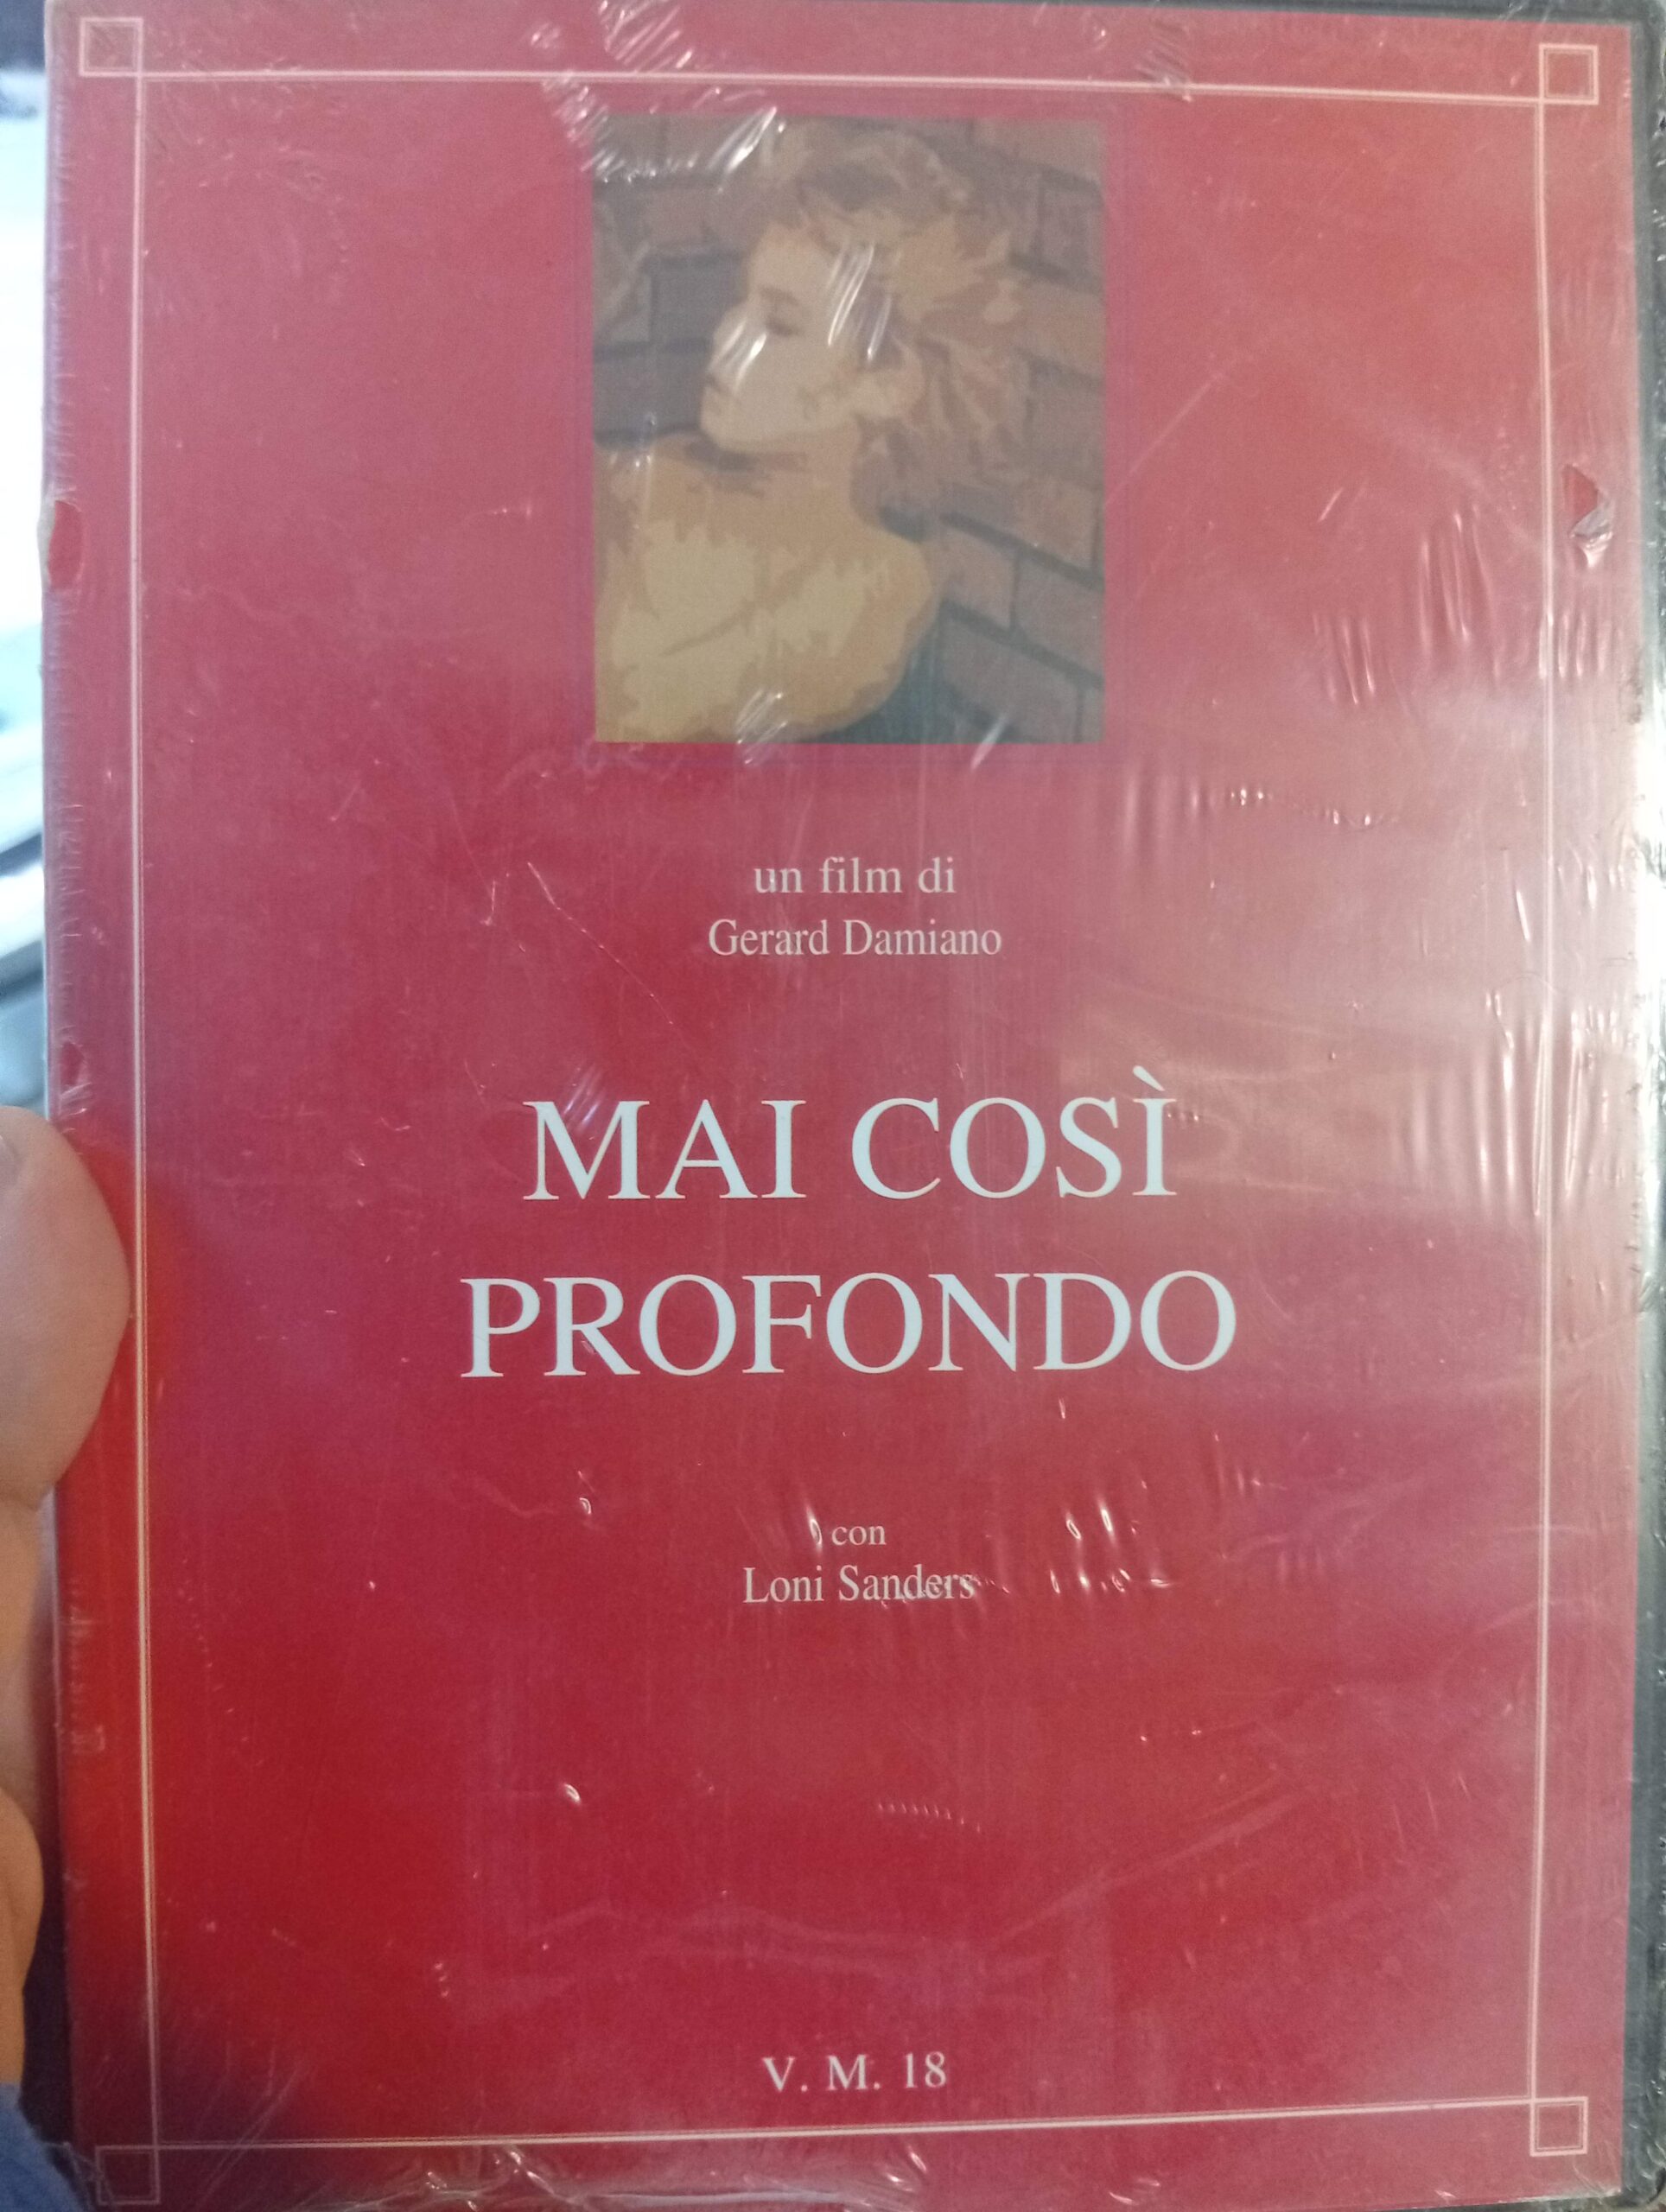 un film di
Gerard Damiano
MAI COSÌ
PROFONDO
con
Loni Sanders
V. M. 18